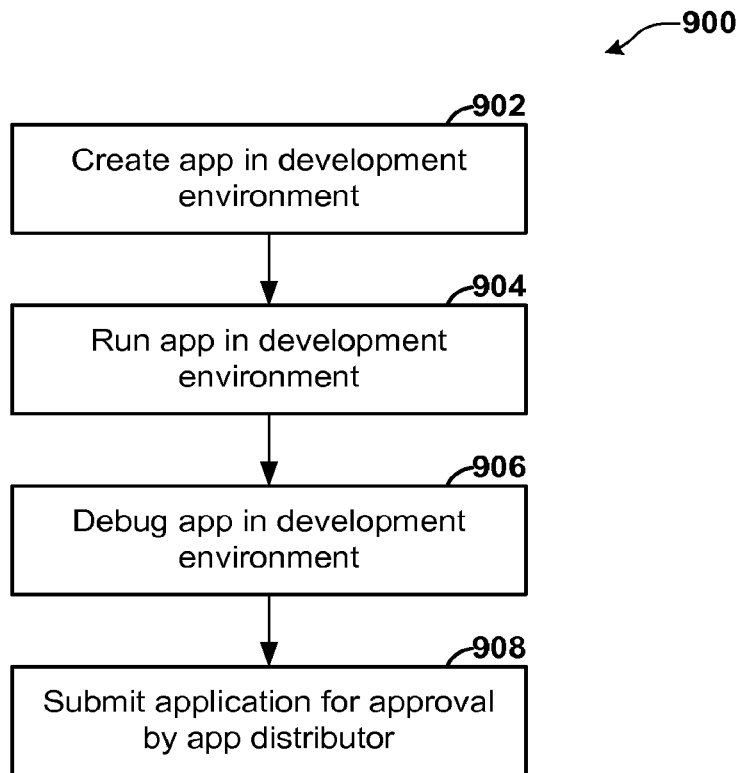 900
902
Create app in development
environment
904
Run app in development
environment
906
Debug app in development
environment
908
Submit application for approval
by app distributor